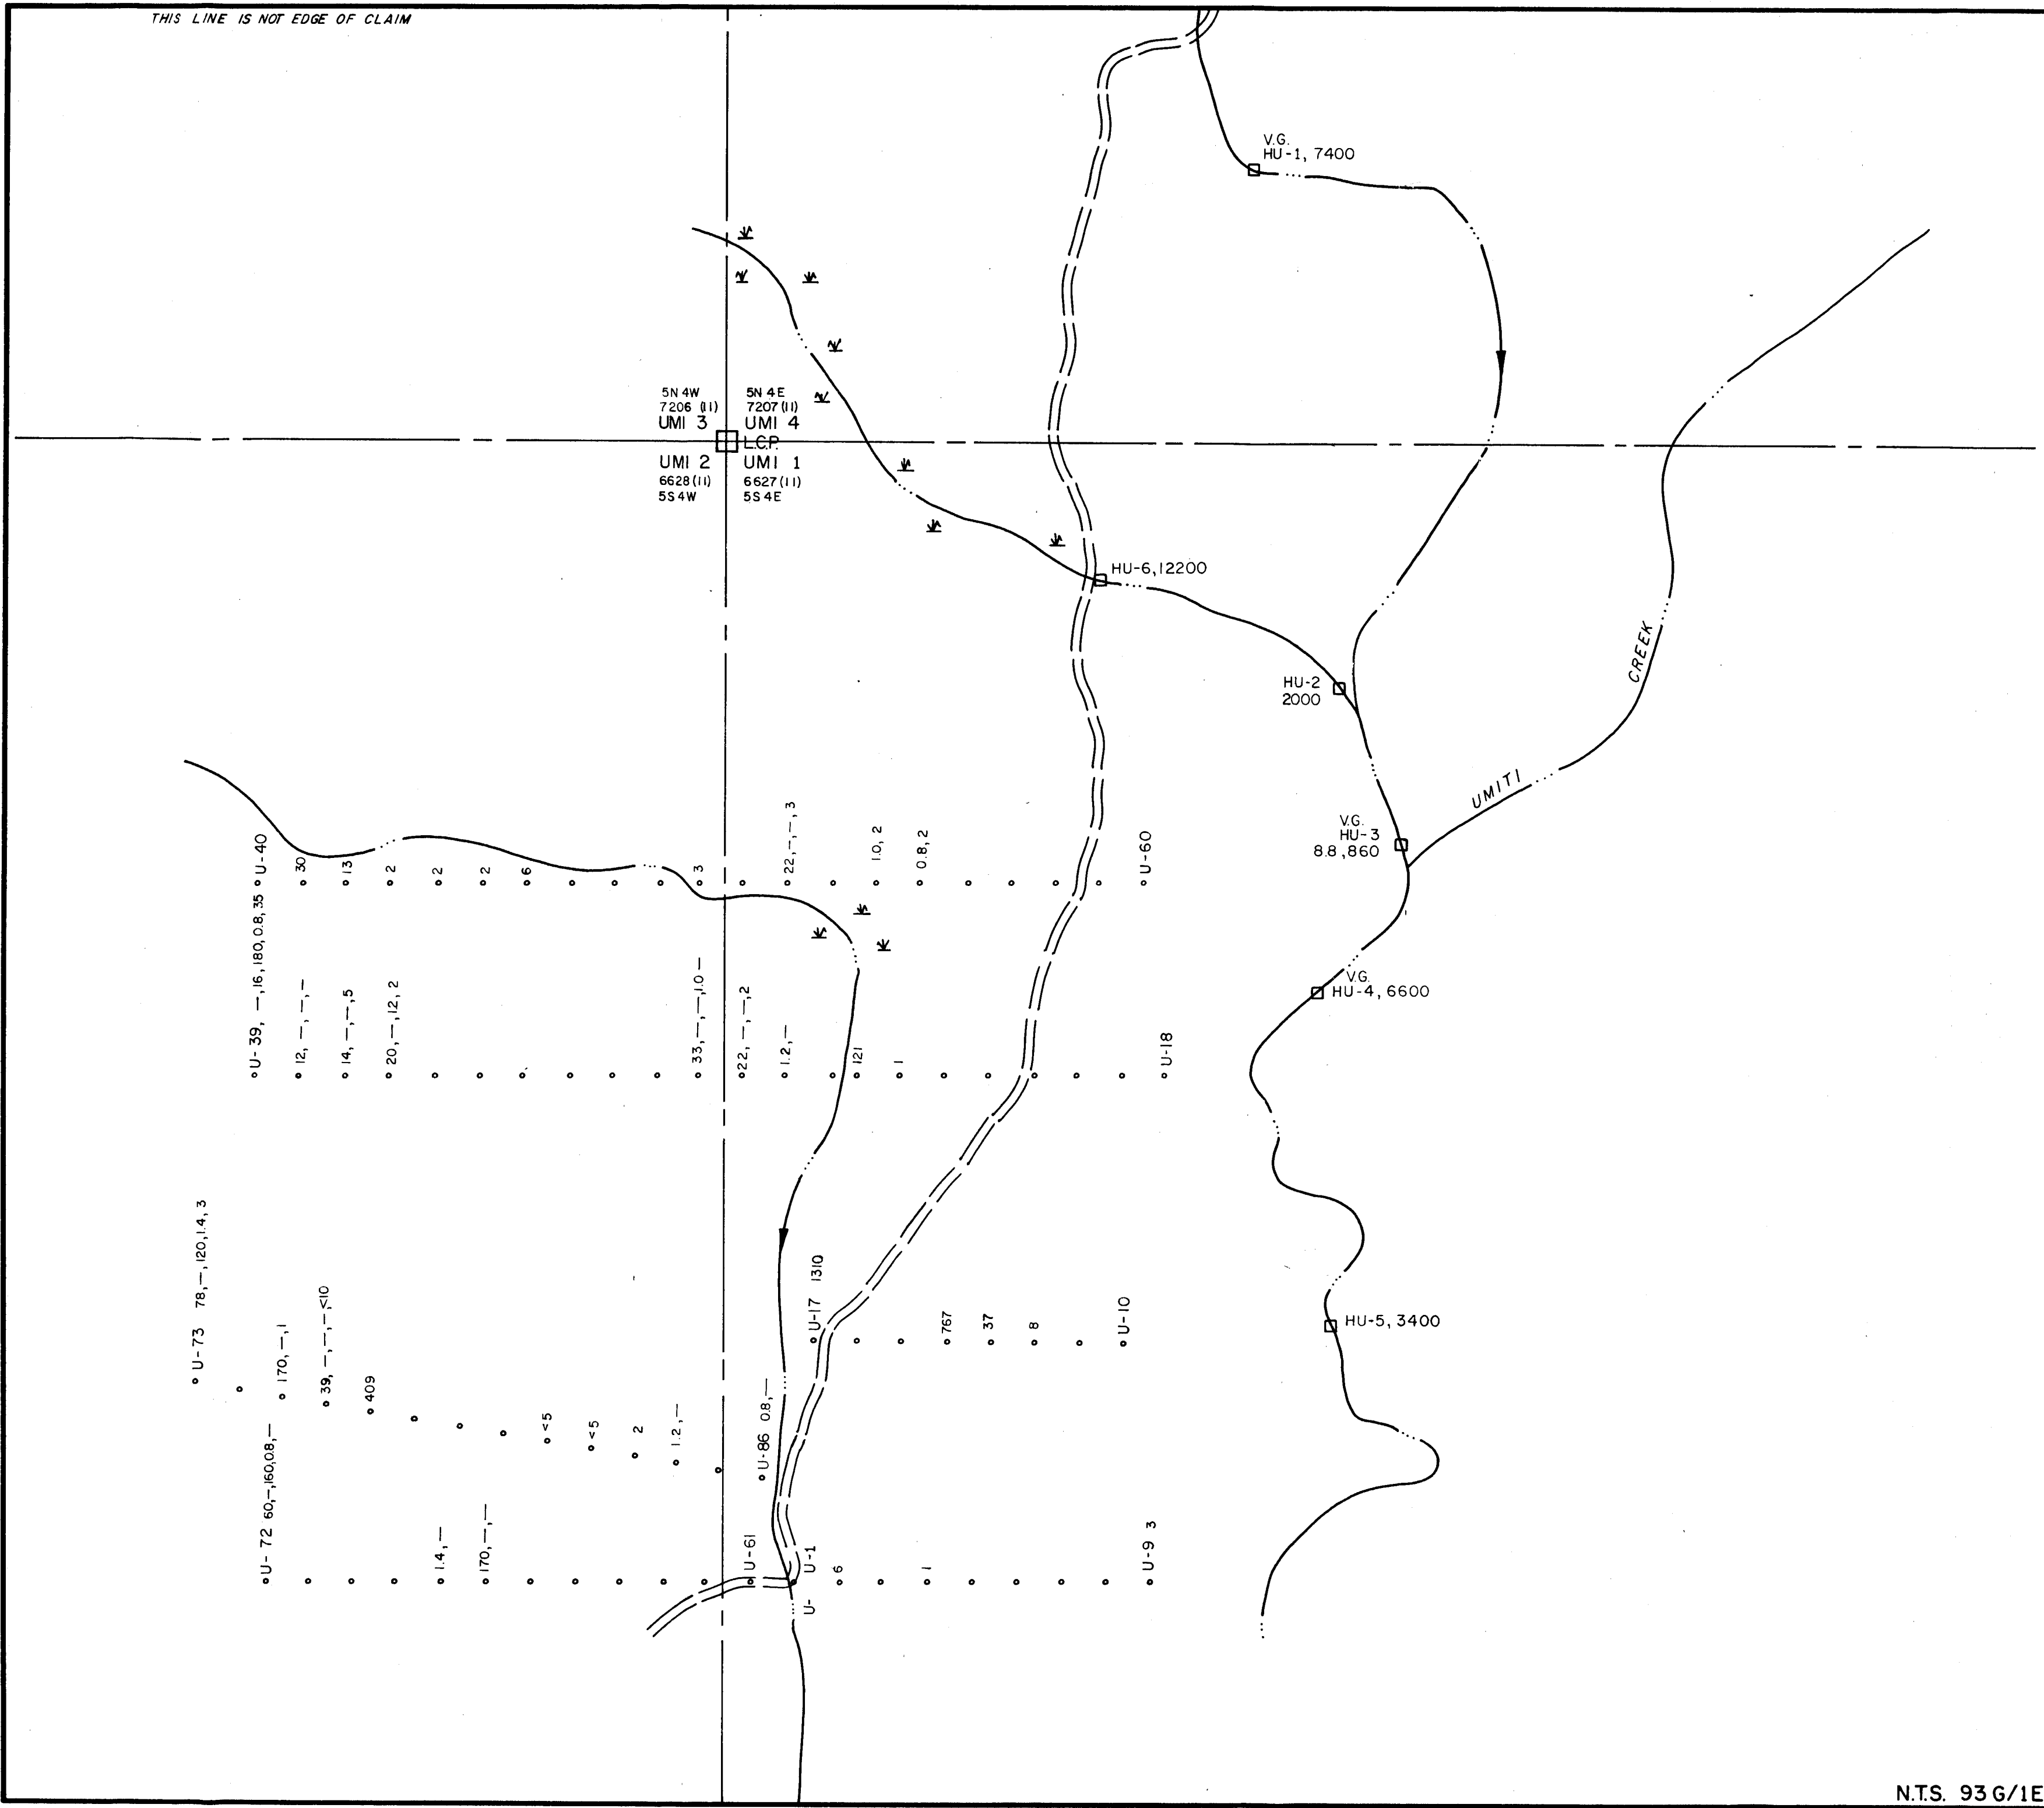 THIS LINE IS NOT EDGE OF CLAIM
V.G.
HU-1, 7400
5N 4W
7206 (11)
UMI 3
5N 4E
7207 (11)
UMI 4
L.C.P.
UMI 2
6628 (11)
5S 4W
UMI 1
6627 (11)
5S 4E
HU-6, 12200
HU-2
2000
UMITI CREEK
V.G.
HU-3
8.8, 860
V.G.
HU-4, 6600
HU-5, 3400
U-40
30
13
2
2
2
6
3
22, —, —, 3
1.0, 2
0.8, 2
U-60
U-39, —, 16, 180, 0.8, 35
12, —, —, —
14, —, —, 5
20, —, 12, 2
33, —, —, 1.0 —
22, —, —, 2
1.2, —
121
1
U-18
U-73 78, —, 120, 1.4, 3
170, —, 1
39, —, —, —, <10
409
<5
<5
2
1.2, —
U-86 0.8, —
U-17 1310
767
37
8
U-10
U-72 60, —, 160, 0.8, —
1.4, —
170, —, —
U-61
U-
U-1
6
1
U-9 3
N.T.S. 93 G/1E